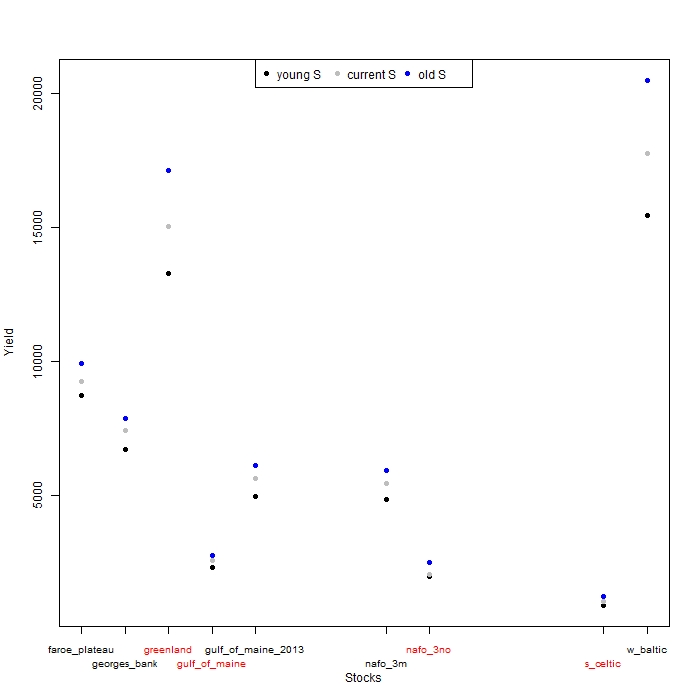 young S current S old S
20000
15000
10000
5000
Yield
faroe_plateau greenland gulf_of_maine_2013 nafo_3no w_baltic
georges_bank gulf_of_maine nafo_3m s_celtic
Stocks